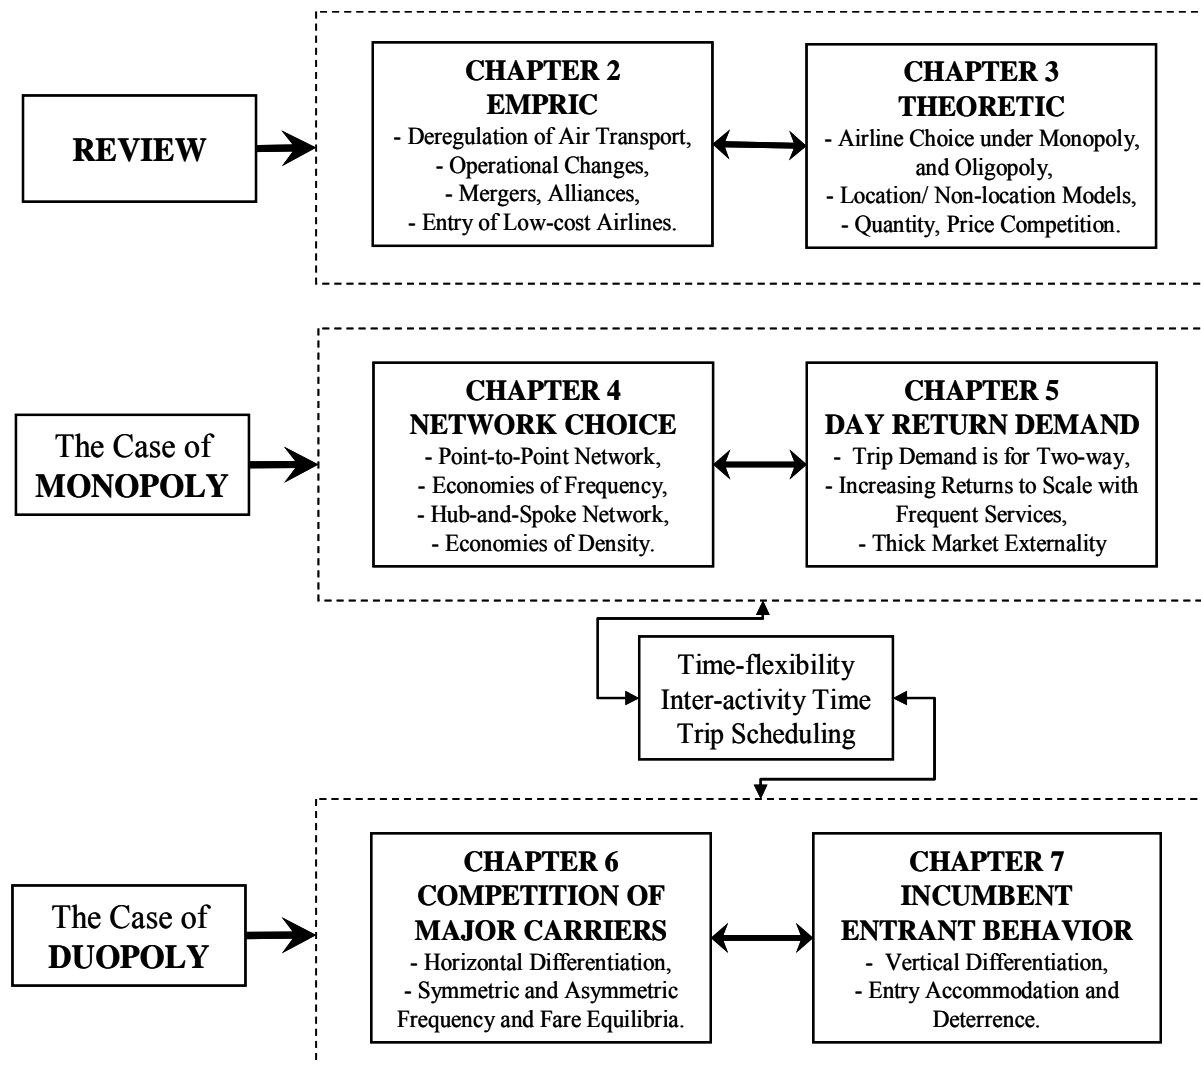 REVIEW
CHAPTER 2
EMPRIC
- Deregulation of Air Transport,
- Operational Changes,
- Mergers, Alliances,
- Entry of Low-cost Airlines.
CHAPTER 3
THEORETIC
- Airline Choice under Monopoly,
and Oligopoly,
- Location/ Non-location Models,
- Quantity, Price Competition.
The Case of
MONOPOLY
CHAPTER 4
NETWORK CHOICE
- Point-to-Point Network,
- Economies of Frequency,
- Hub-and-Spoke Network,
- Economies of Density.
CHAPTER 5
DAY RETURN DEMAND
- Trip Demand is for Two-way,
- Increasing Returns to Scale with
Frequent Services,
- Thick Market Externality
Time-flexibility
Inter-activity Time
Trip Scheduling
The Case of
DUOPOLY
CHAPTER 6
COMPETITION OF
MAJOR CARRIERS
- Horizontal Differentiation,
- Symmetric and Asymmetric
Frequency and Fare Equilibria.
CHAPTER 7
INCUMBENT
ENTRANT BEHAVIOR
- Vertical Differentiation,
- Entry Accommodation and
Deterrence.